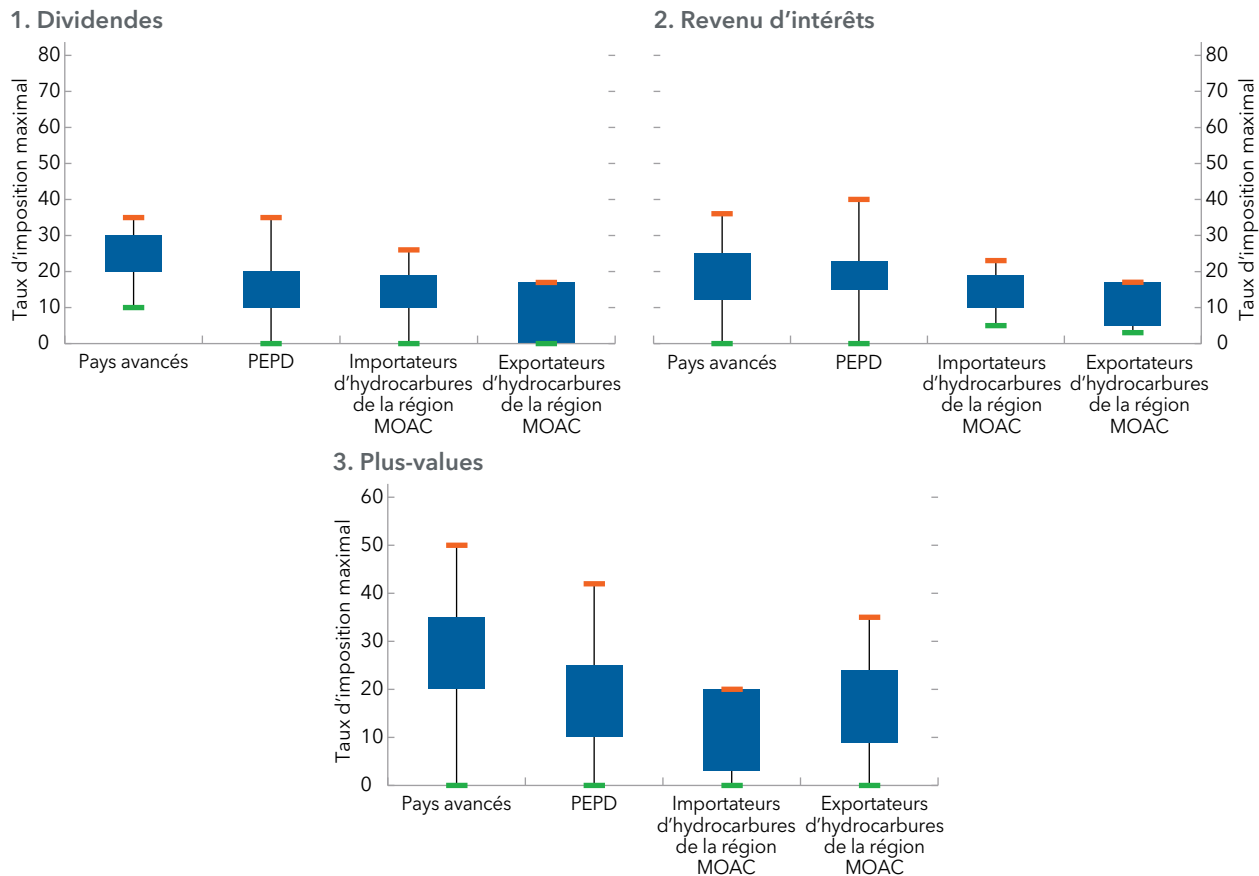 1. Dividendes
Taux d'imposition maximal
80
70
60
50
40
30
20
10
0
Pays avancés
PEPD
Importateurs
d'hydrocarbures
de la région
MOAC
Exportateurs
d'hydrocarbures
de la région
MOAC
2. Revenu d'intérêts
80
70
60
50
40
30
20
10
0
Taux d'imposition maximal
Pays avancés
PEPD
Importateurs
d'hydrocarbures
de la région
MOAC
Exportateurs
d'hydrocarbures
de la région
MOAC
3. Plus-values
Taux d'imposition maximal
60
50
40
30
20
10
0
Pays avancés
PEPD
Importateurs
d'hydrocarbures
de la région
MOAC
Exportateurs
d'hydrocarbures
de la région
MOAC